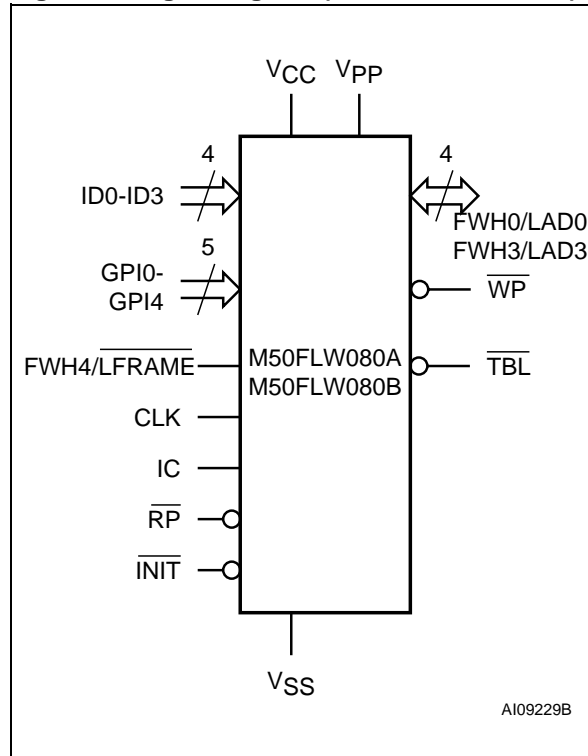 VCC VPP
4
4
ID0-ID3
FWH0/LAD0
FWH3/LAD3
5
GPI0-
GPI4
WP
FWH4/LFRAME
M50FLW080A
M50FLW080B
TBL
CLK
IC
RP
INIT
VSS
AI09229B